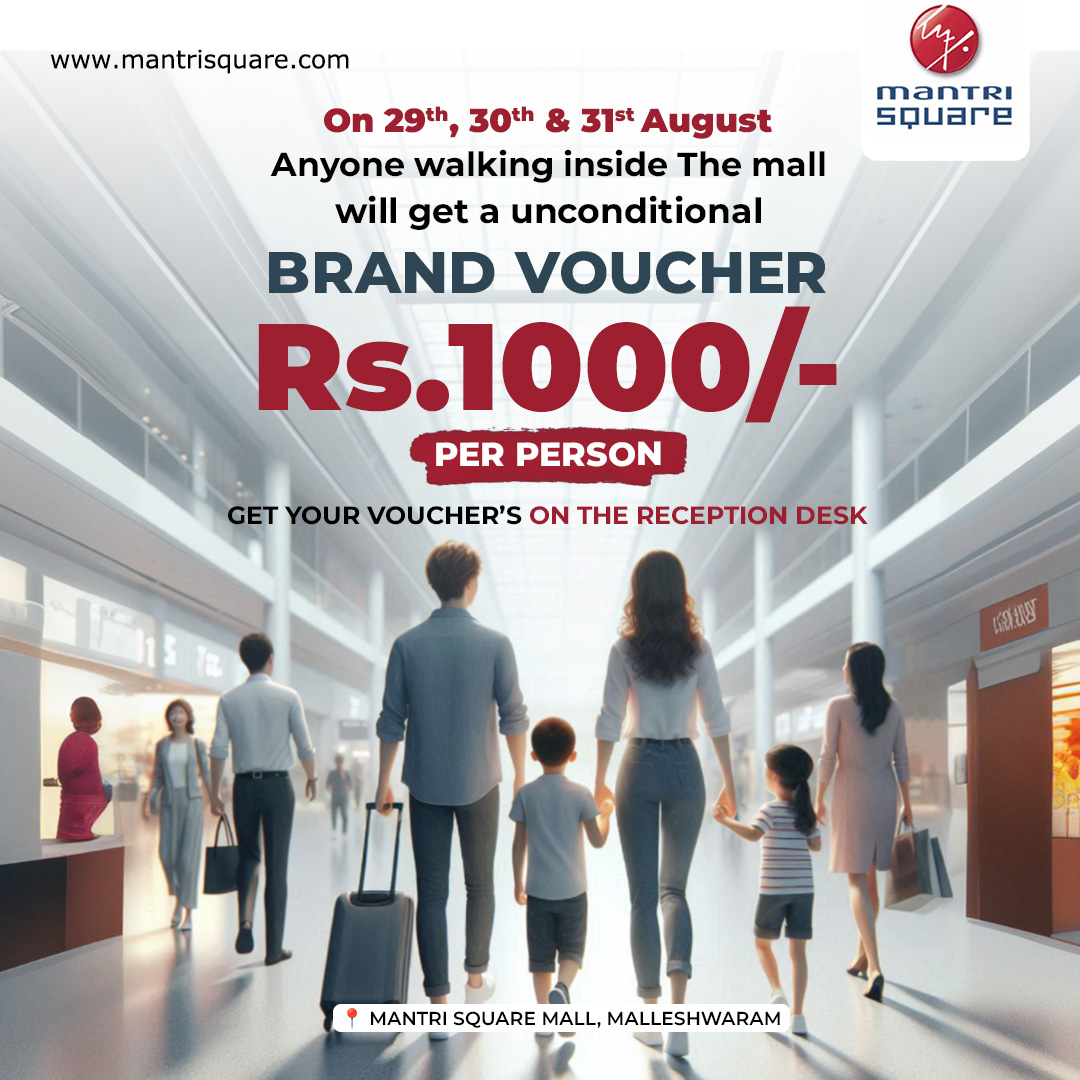 www.mantrisquare.com
mantri
square
On 29th, 30th & 31st August
Anyone walking inside The mall
will get a unconditional
BRAND VOUCHER
Rs.1000/-
PER PERSON
GET YOUR VOUCHER'S ON THE RECEPTION DESK
MANTRI SQUARE MALL, MALLESHWARAM